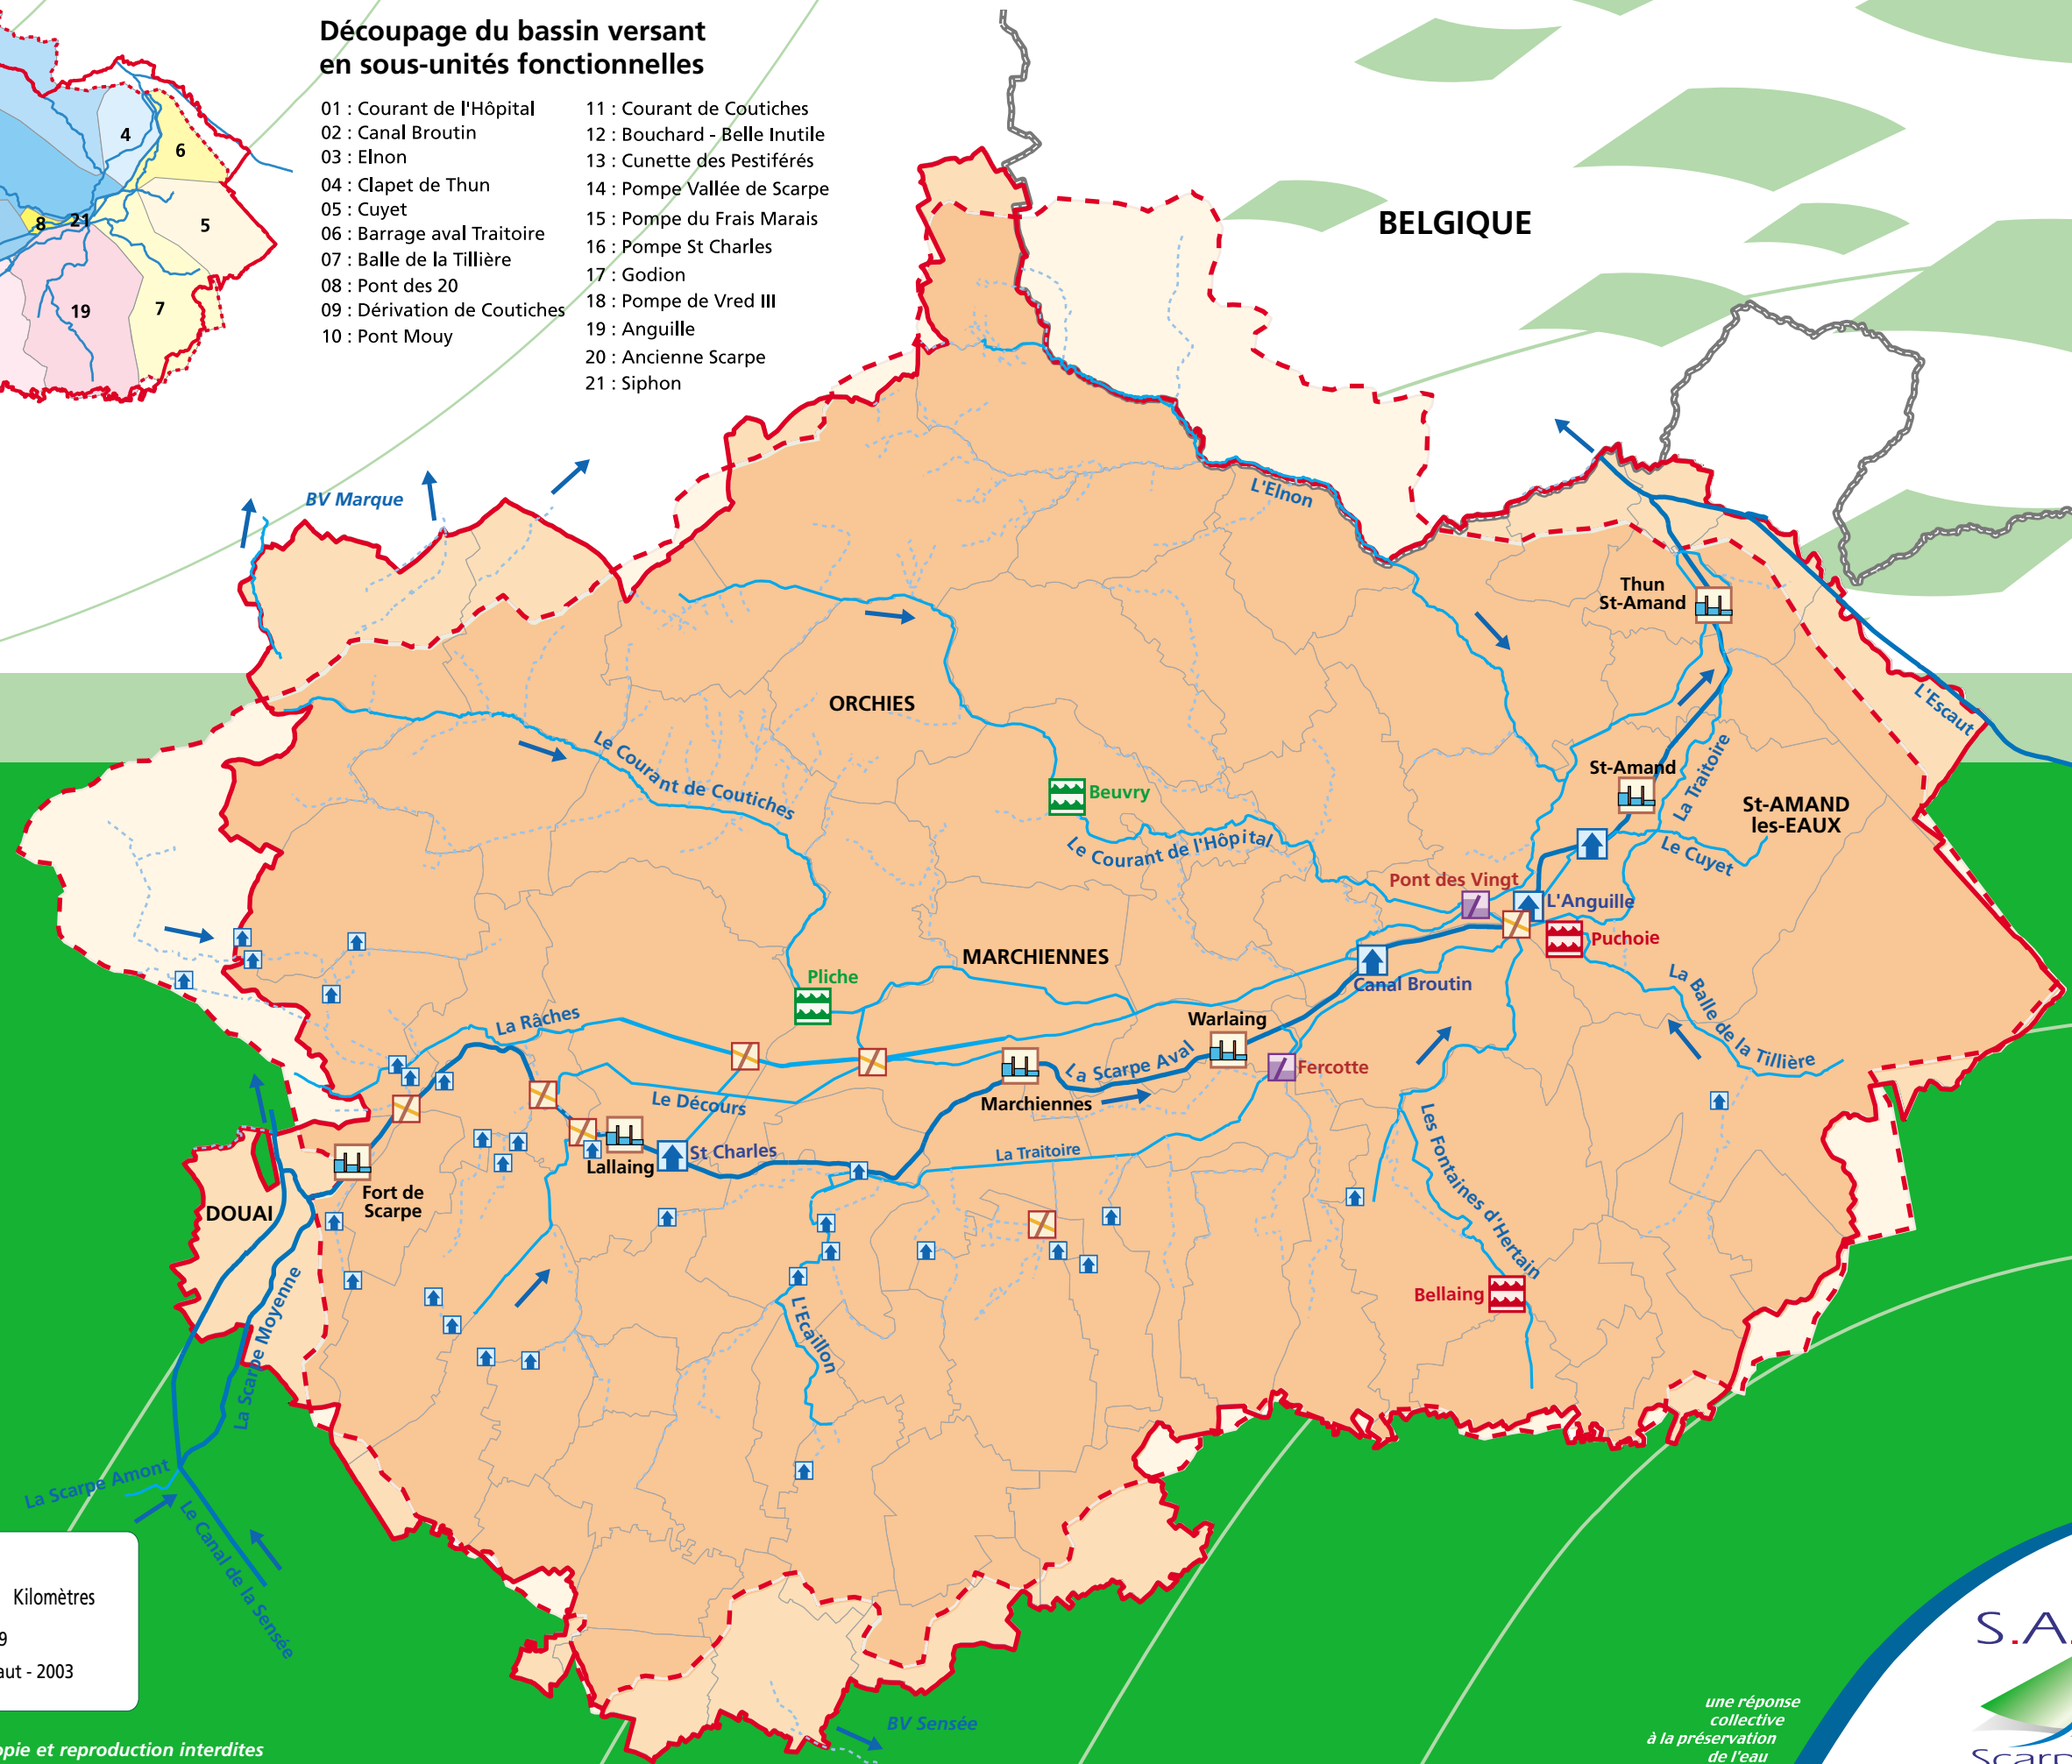 Découpage du bassin versant
en sous-unités fonctionnelles
01 : Courant de l'Hôpital
02 : Canal Broutin
03 : Elnon
04 : Clapet de Thun
05 : Cuyet
06 : Barrage aval Traitoire
07 : Balle de la Tillière
08 : Pont des 20
09 : Dérivation de Coutiches
10 : Pont Mouy
11 : Courant de Coutiches
12 : Bouchard - Belle Inutile
13 : Cunette des Pestiférés
14 : Pompe Vallée de Scarpe
15 : Pompe du Frais Marais
16 : Pompe St Charles
17 : Godion
18 : Pompe de Vred III
19 : Anguille
20 : Ancienne Scarpe
21 : Siphon
4
6
5
8
21
19
7
BELGIQUE
BV Marque
L'Elnon
Thun
St-Amand
ORCHIES
L'Escaut
Le Courant de Coutiches
Beuvry
St-Amand
La Traitoire
St-AMAND
les-EAUX
Le Courant de l'Hôpital
Le Cuyet
Pont des Vingt
L'Anguille
Puchoie
MARCHIENNES
Pliche
Canal Broutin
La Balle de la Tillière
La Râches
Warlaing
La Scarpe Aval
Fercotte
Le Décours
Marchiennes
St Charles
Lallaing
La Traitoire
Les Fontaines d'Hertain
Fort de
Scarpe
DOUAI
La Scarpe Moyenne
L'Ecaillon
Bellaing
La Scarpe Amont
Le Canal de la Sensée
Kilomètres
9
aut - 2003
BV Sensée
opie et reproduction interdites
une réponse
collective
à la préservation
de l'eau
S.A.
Scarp